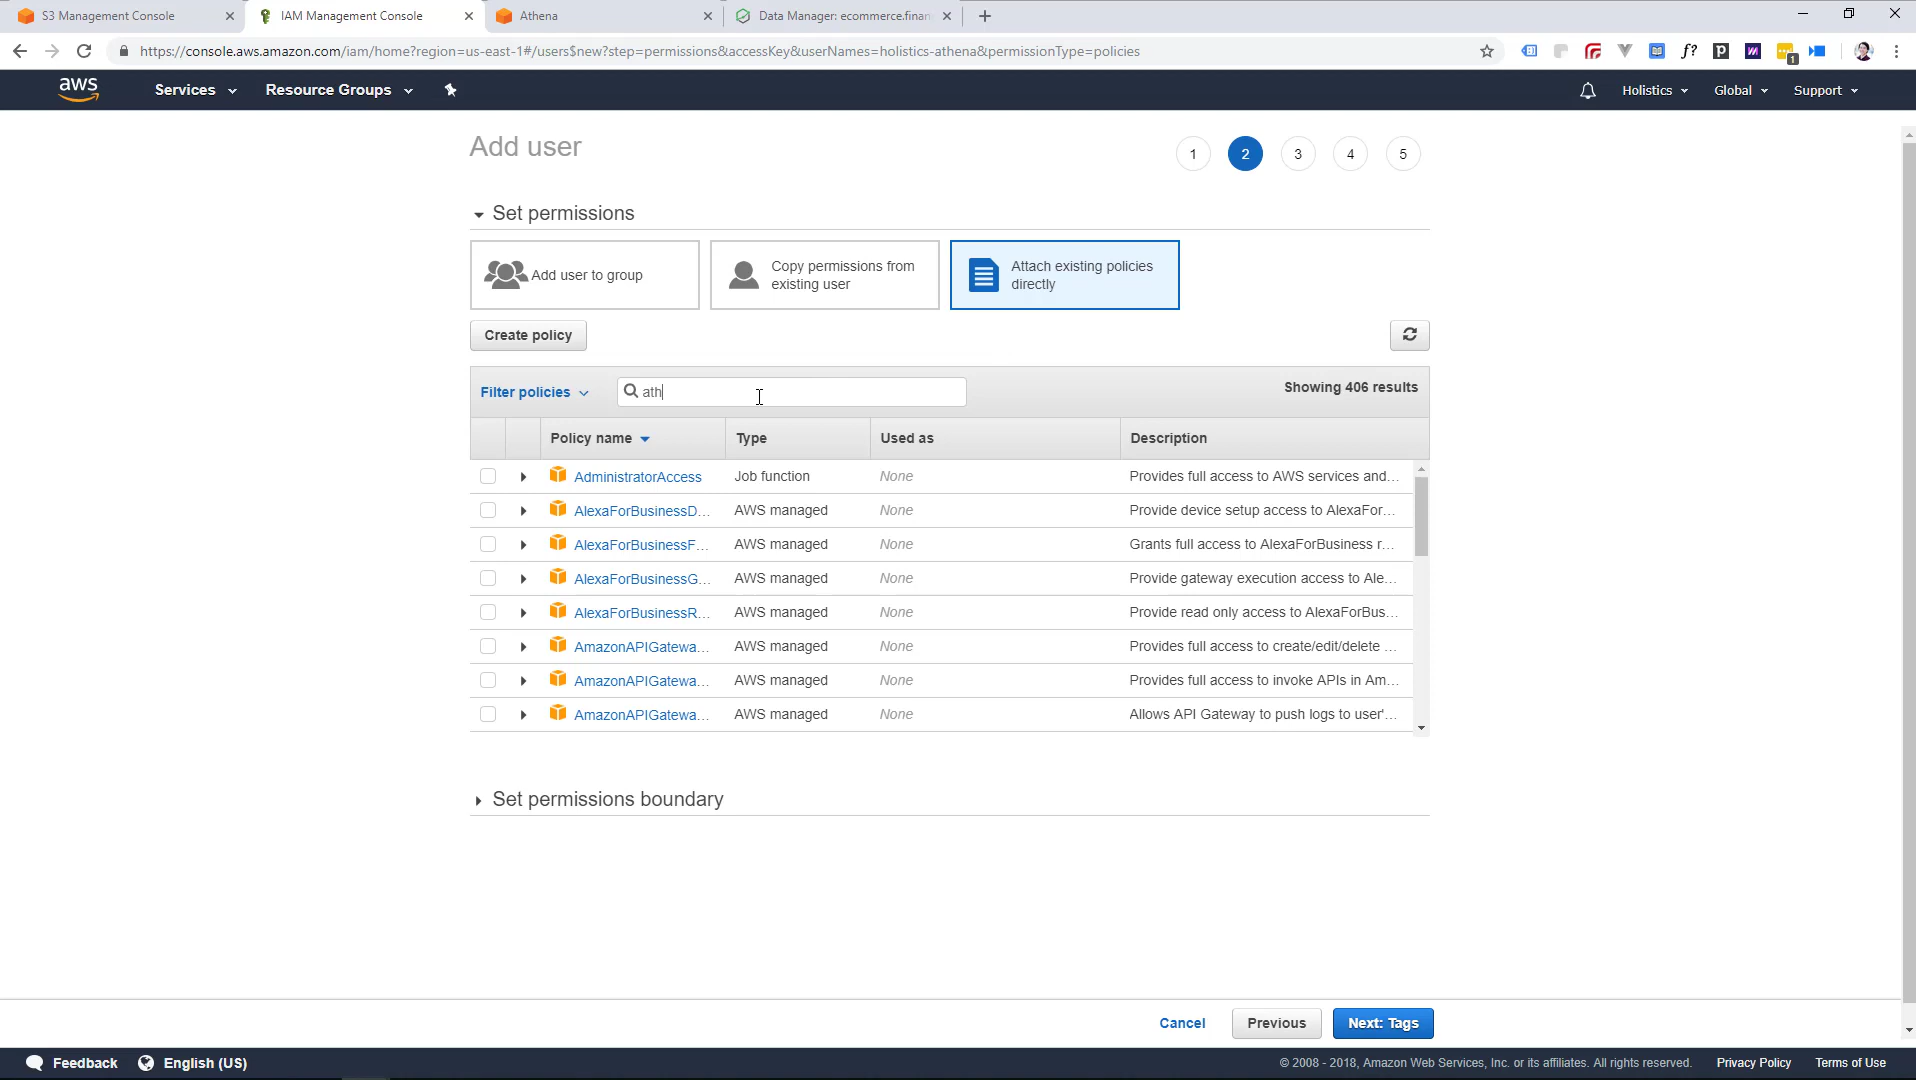 S3 Management Console
IAM Management Console
Athena
Data Manager: ecommerce.finan
https://console.aws.amazon.com/iam/home?region=us-east-1#/users$new?step=permissions&accessKey&userNames=holistics-athena&permissionType=policies
f?
1
aws
Services
Resource Groups
Holistics
Global
Support
Add user
1
2
3
4
5
Set permissions
Add user to group
Copy permissions from
existing user
Attach existing policies
directly
Create policy
Filter policies
ath
Showing 406 results
Policy name
Type
Used as
Description
AdministratorAccess
Job function
None
Provides full access to AWS services and…
AlexaForBusinessD…
AWS managed
None
Provide device setup access to AlexaFor…
AlexaForBusinessF…
AWS managed
None
Grants full access to AlexaForBusiness r…
AlexaForBusinessG…
AWS managed
None
Provide gateway execution access to Ale…
AlexaForBusinessR…
AWS managed
None
Provide read only access to AlexaForBus…
AmazonAPIGatewa…
AWS managed
None
Provides full access to create/edit/delete …
AmazonAPIGatewa…
AWS managed
None
Provides full access to invoke APIs in Am…
AmazonAPIGatewa…
AWS managed
None
Allows API Gateway to push logs to user'…
Set permissions boundary
Cancel
Previous
Next: Tags
Feedback
English (US)
© 2008 - 2018, Amazon Web Services, Inc. or its affiliates. All rights reserved.
Privacy Policy
Terms of Use